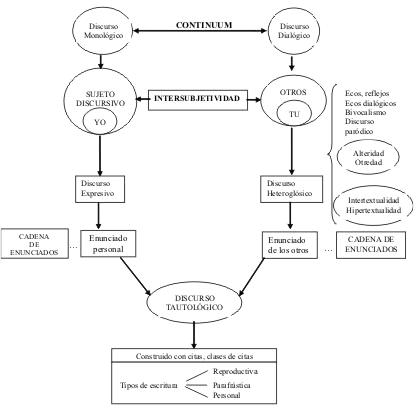 Discurso
Monológico
CONTINUUM
Discurso
Dialógico
SUJETO
DISCURSIVO
YO
INTERSUBJETIVIDAD
OTROS
TU
Ecos, reflejos
Ecos dialógicos
Bivocalismo
Discurso
paródico
Alteridad
Otredad
Intertextualidad
Hipertextualidad
Discurso
Expresivo
Discurso
Heteroglósico
CADENA
DE
ENUNCIADOS
...
Enunciado
personal
Enunciado
de los otros
...
CADENA DE
ENUNCIADOS
DISCURSO
TAUTOLÓGICO
Construido con citas, clases de citas
Reproductiva
Tipos de escritura
Parafrástica
Personal